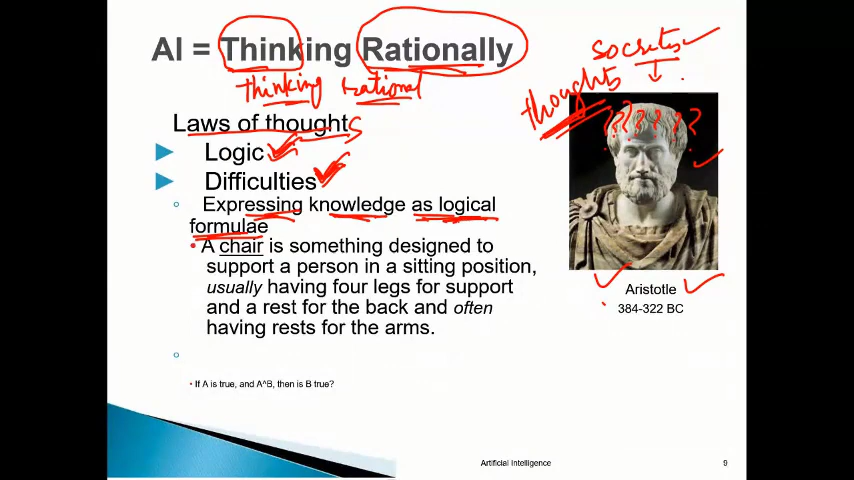 AI = Thinking Rationally
thinking rational
socretes
thoughts
Laws of thoughts
Logic
Difficulties
Expressing knowledge as logical
formulae
• A chair is something designed to
support a person in a sitting position,
usually having four legs for support
and a rest for the back and often
having rests for the arms.
• If A is true, and A^B, then is B true?
??????
Aristotle
384-322 BC
Artificial Intelligence
9